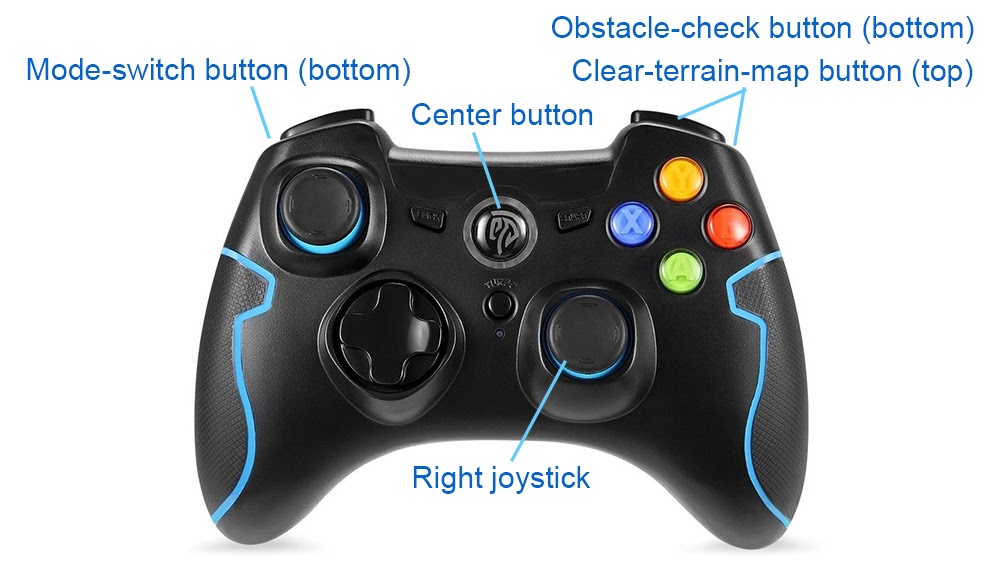 Obstacle-check button (bottom)
Mode-switch button (bottom)
Clear-terrain-map button (top)
Center button
BACK
START
Y
X
B
A
TURBO
Right joystick